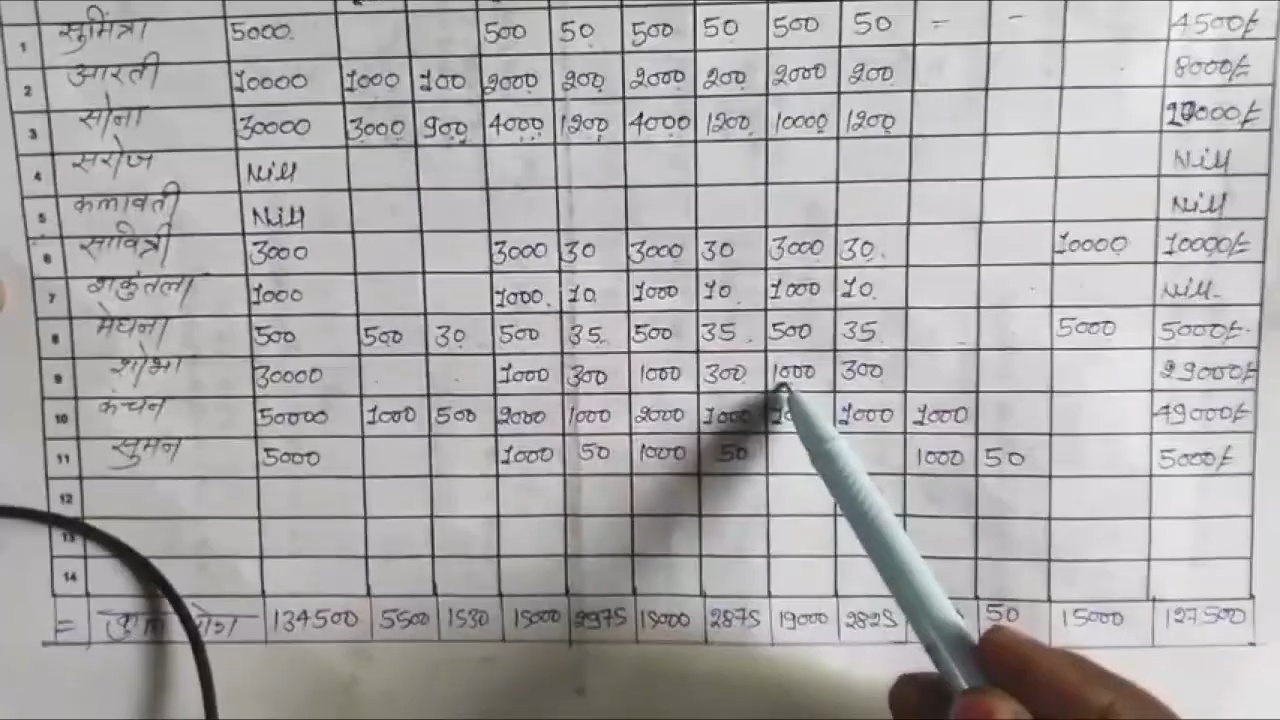 1 सुमित्रा 5000 500 50 500 50 500 50 = - 4500/-
2 आरती 10000 1000 100 2000 200 2000 200 2000 200 8000/-
3 सोना 30000 3000 900 4000 1200 4000 1200 10000 1200 /-
4 सरोज Nill Nill
5 कलावती Nill Nill
6 सावित्री 3000 3000 30 3000 30 3000 30 10000 10000/-
7 शकुंतला 1000 1000 10 1000 10 1000 10 Nill
8 मेघना 500 500 30 500 35 500 35 500 35 5000 5000/-
9 शोभा 30000 1000 300 1000 300 1000 300 29000/-
10 कंचन 50000 1000 500 2000 1000 2000 1000 1000 1000 49000/-
11 सुमन 5000 1000 50 1000 50 1000 50 5000/-
12
13
14
= कुल योग 134500 5500 1530 15000 2975 15000 2875 19000 2825 50 15000 127500